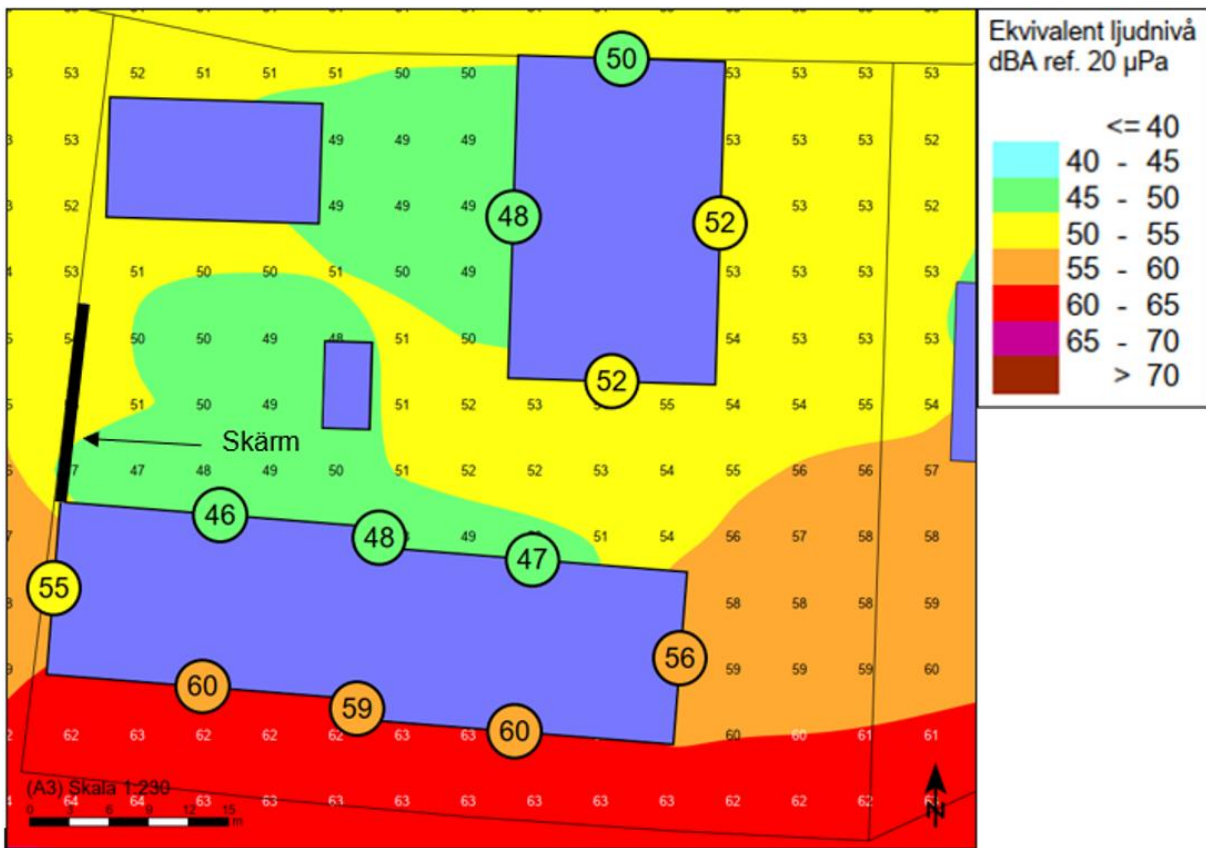 53 52 51 51 51 50 50 50 53 53 53 53
53 49 49 49 53 53 53 52
52 49 49 49 48 52 53 53 52
53 51 50 50 51 50 49 53 53 53 53
50 50 49 48 51 50 54 53 53 53
52
51 50 49 51 52 53 55 54 54 55 54
Skärm
47 48 49 50 51 52 52 53 54 55 56 56 57
46 48 49 47 51 54 56 57 58 58
55 58 58 58 59
56 59 59 59 60
60 59 60
62 63 62 62 62 63 63 60 60 61 61
(A3) Skala 1:230
64 64 63 63 63 63 63 63 63 62 62 62
0 3 6 9 12 15
m
N
Ekvivalent ljudnivå
dBA ref. 20 µPa
<= 40
40 - 45
45 - 50
50 - 55
55 - 60
60 - 65
65 - 70
> 70